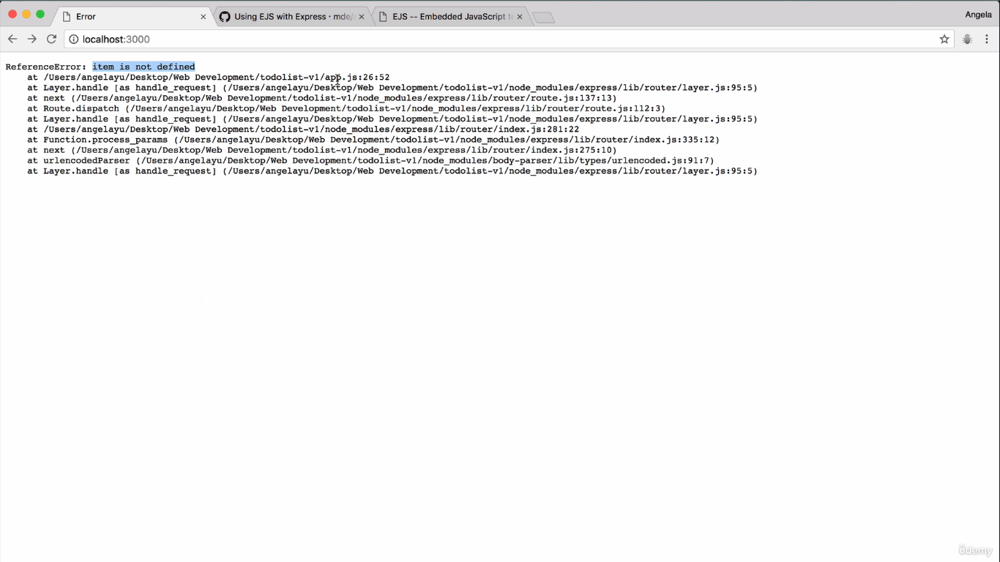 Error
Using EJS with Express · mde/
EJS -- Embedded JavaScript te
Angela
localhost:3000
ReferenceError: item is not defined
at /Users/angelayu/Desktop/Web Development/todolist-v1/app.js:26:52
at Layer.handle [as handle_request] (/Users/angelayu/Desktop/Web Development/todolist-v1/node_modules/express/lib/router/layer.js:95:5)
at next (/Users/angelayu/Desktop/Web Development/todolist-v1/node_modules/express/lib/router/route.js:137:13)
at Route.dispatch (/Users/angelayu/Desktop/Web Development/todolist-v1/node_modules/express/lib/router/route.js:112:3)
at Layer.handle [as handle_request] (/Users/angelayu/Desktop/Web Development/todolist-v1/node_modules/express/lib/router/layer.js:95:5)
at /Users/angelayu/Desktop/Web Development/todolist-v1/node_modules/express/lib/router/index.js:281:22
at Function.process_params (/Users/angelayu/Desktop/Web Development/todolist-v1/node_modules/express/lib/router/index.js:335:12)
at next (/Users/angelayu/Desktop/Web Development/todolist-v1/node_modules/express/lib/router/index.js:275:10)
at urlencodedParser (/Users/angelayu/Desktop/Web Development/todolist-v1/node_modules/body-parser/lib/types/urlencoded.js:91:7)
at Layer.handle [as handle_request] (/Users/angelayu/Desktop/Web Development/todolist-v1/node_modules/express/lib/router/layer.js:95:5)
ûdemy